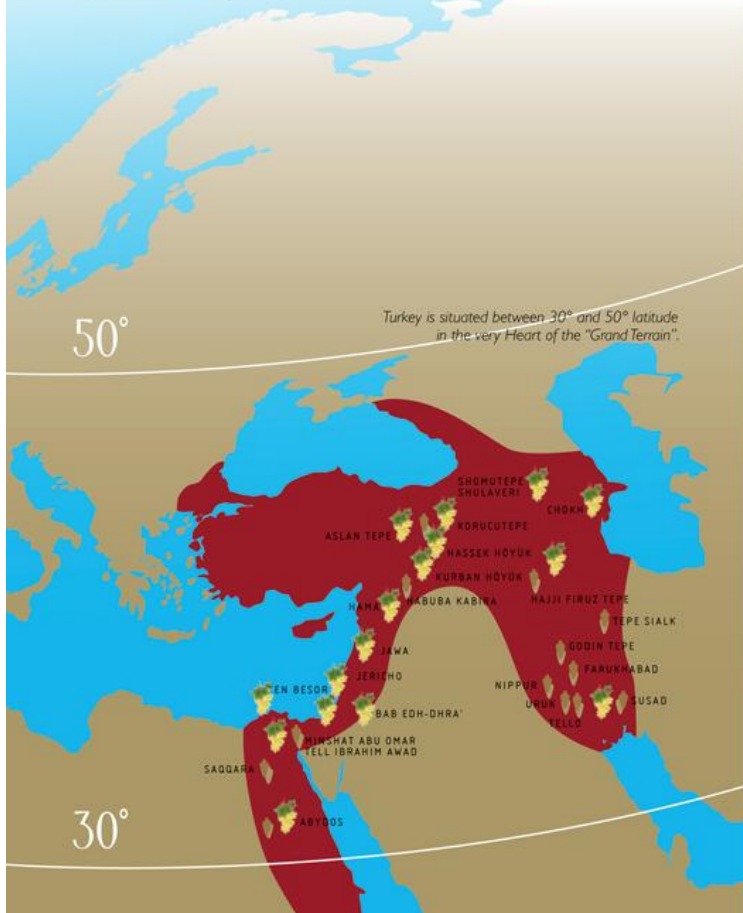 50°
Turkey is situated between 30° and 50° latitude
in the very Heart of the "Grand Terrain".
SHOMUTEPE
SHULAVERI
CHOKH
KORUCUTEPE
ASLAN TEPE
HASSEK HÖYÜK
KURBAN HÖYÜK
HABUBA KABIRA
HAMA
HAJJI FIRUZ TEPE
TEPE SIALK
JAWA
GODIN TEPE
FARUKHABAD
JERICHO
NIPPUR
EN BESOR
URUK
SUSAD
BAB EDH-DHRA'
TELLO
MINSHAT ABU OMAR
TELL IBRAHIM AWAD
SAQQARA
30°
ABYDOS